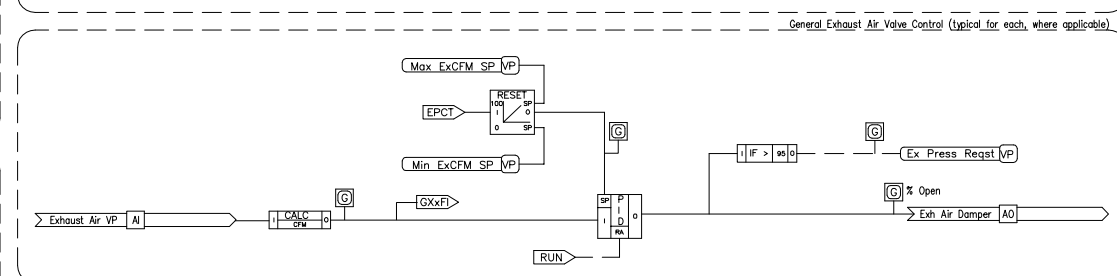 General Exhaust Air Valve Control (typical for each, where applicable)
Max ExCFM SP VP
RESET
100 SP
EPCT I O
0 SP
G
Min ExCFM SP VP
I IF > 95 O
G
Ex Press Reqst VP
G
GXxFI
SP P
I I O
D
RA
G % Open
Exhaust Air VP AI
I CALC O
CFM
Exh Air Damper AO
RUN